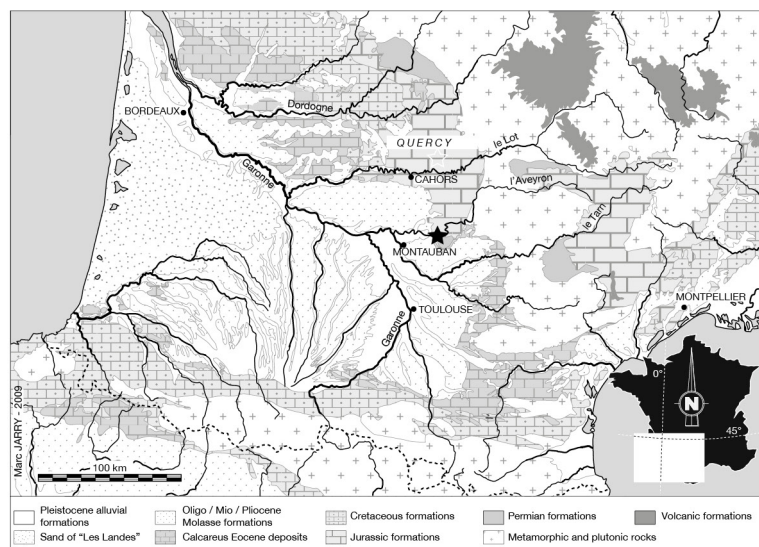 BORDEAUX
Dordogne
QUERCY
le Lot
Garonne
CAHORS
l'Aveyron
le Tarn
MONTAUBAN
MONTPELLIER
TOULOUSE
Garonne
0°
N
45°
Marc JARRY - 2009
100 km
Pleistocene alluvial
formations
Oligo / Mio / Pliocene
Molasse formations
Cretaceous formations
Permian formations
Volcanic formations
Sand of "Les Landes"
Calcareus Eocene deposits
Jurassic formations
Metamorphic and plutonic rocks